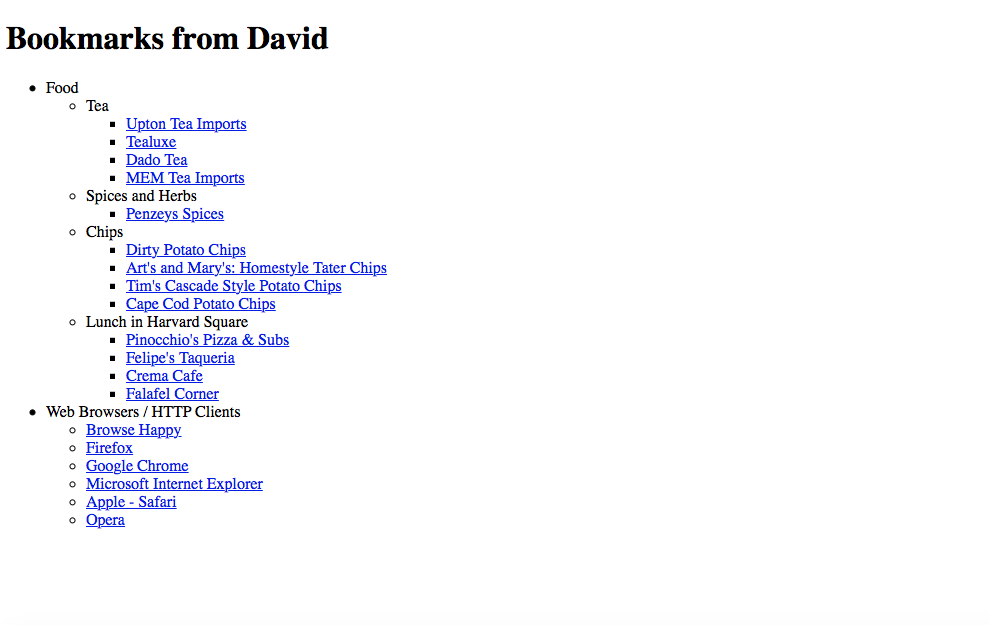 Bookmarks from David
Food
Tea
Upton Tea Imports
Tealuxe
Dado Tea
MEM Tea Imports
Spices and Herbs
Penzeys Spices
Chips
Dirty Potato Chips
Art's and Mary's: Homestyle Tater Chips
Tim's Cascade Style Potato Chips
Cape Cod Potato Chips
Lunch in Harvard Square
Pinocchio's Pizza & Subs
Felipe's Taqueria
Crema Cafe
Falafel Corner
Web Browsers / HTTP Clients
Browse Happy
Firefox
Google Chrome
Microsoft Internet Explorer
Apple - Safari
Opera